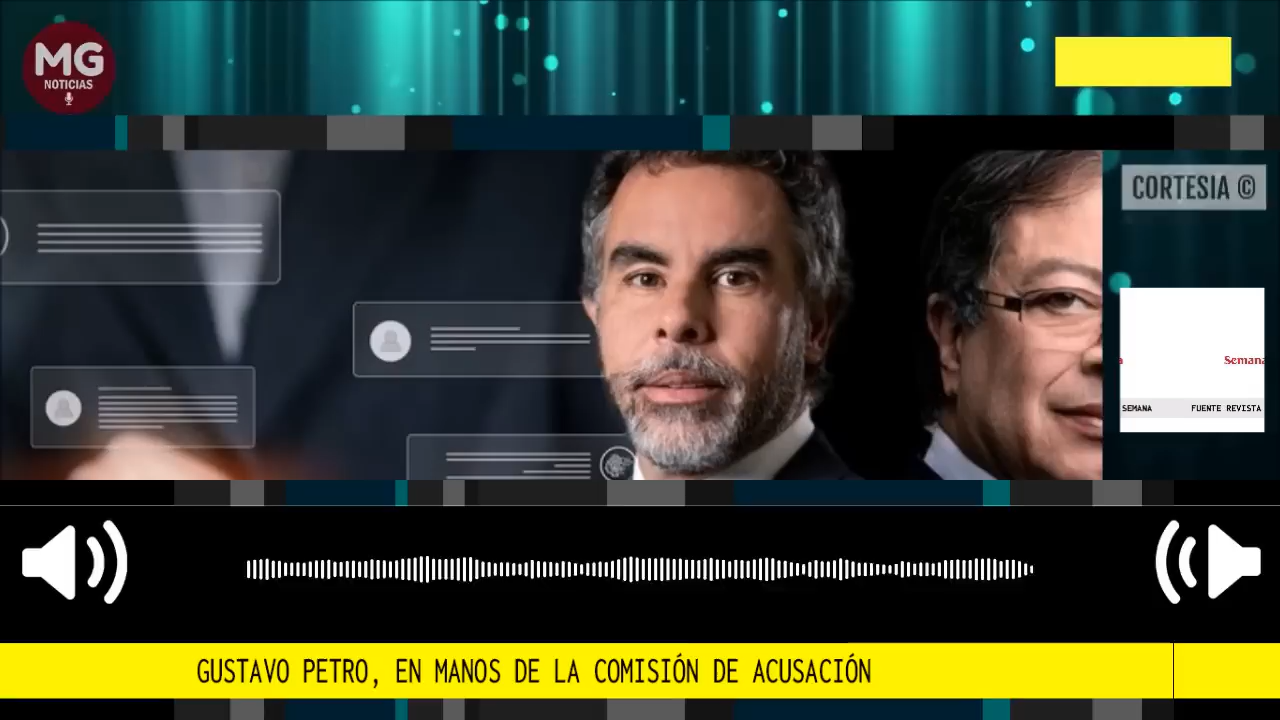 MG
NOTICIAS
CORTESIA ©
a Semana
SEMANA FUENTE REVISTA
GUSTAVO PETRO, EN MANOS DE LA COMISIÓN DE ACUSACIÓN